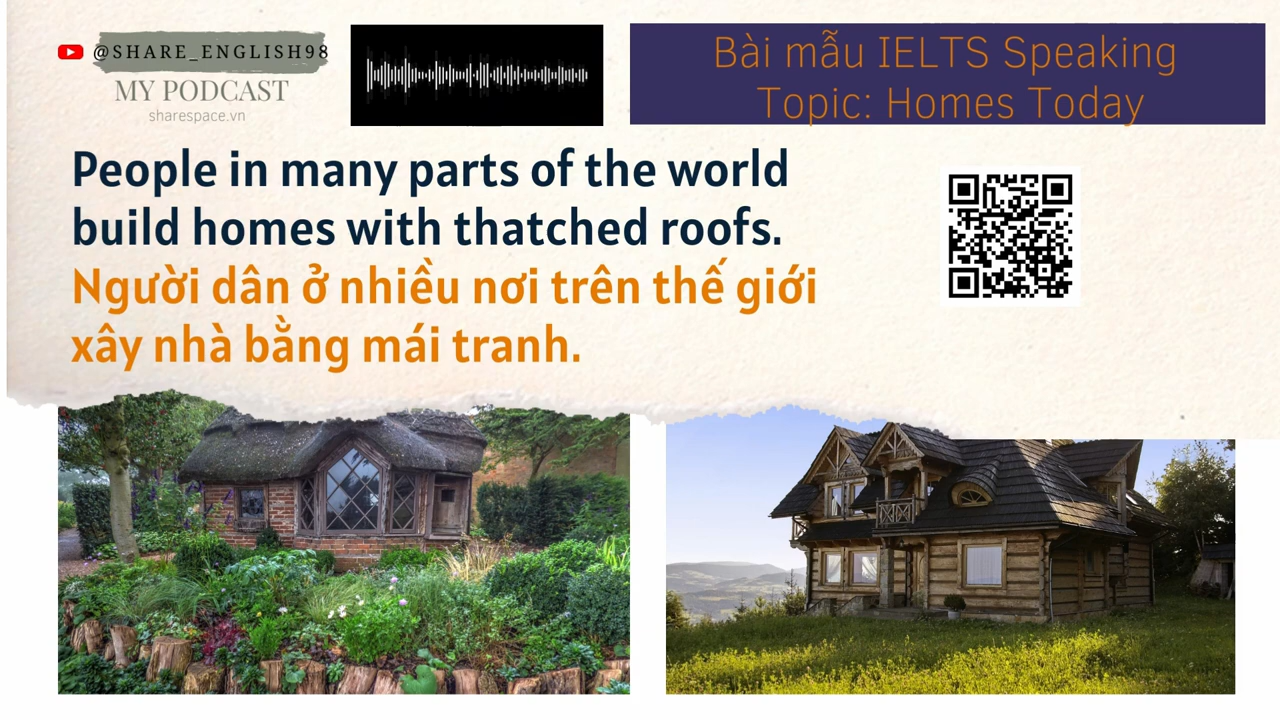 @SHARE_ENGLISH98
MY PODCAST
sharespace.vn
Bài mẫu IELTS Speaking
Topic: Homes Today
People in many parts of the world
build homes with thatched roofs.
Người dân ở nhiều nơi trên thế giới
xây nhà bằng mái tranh.